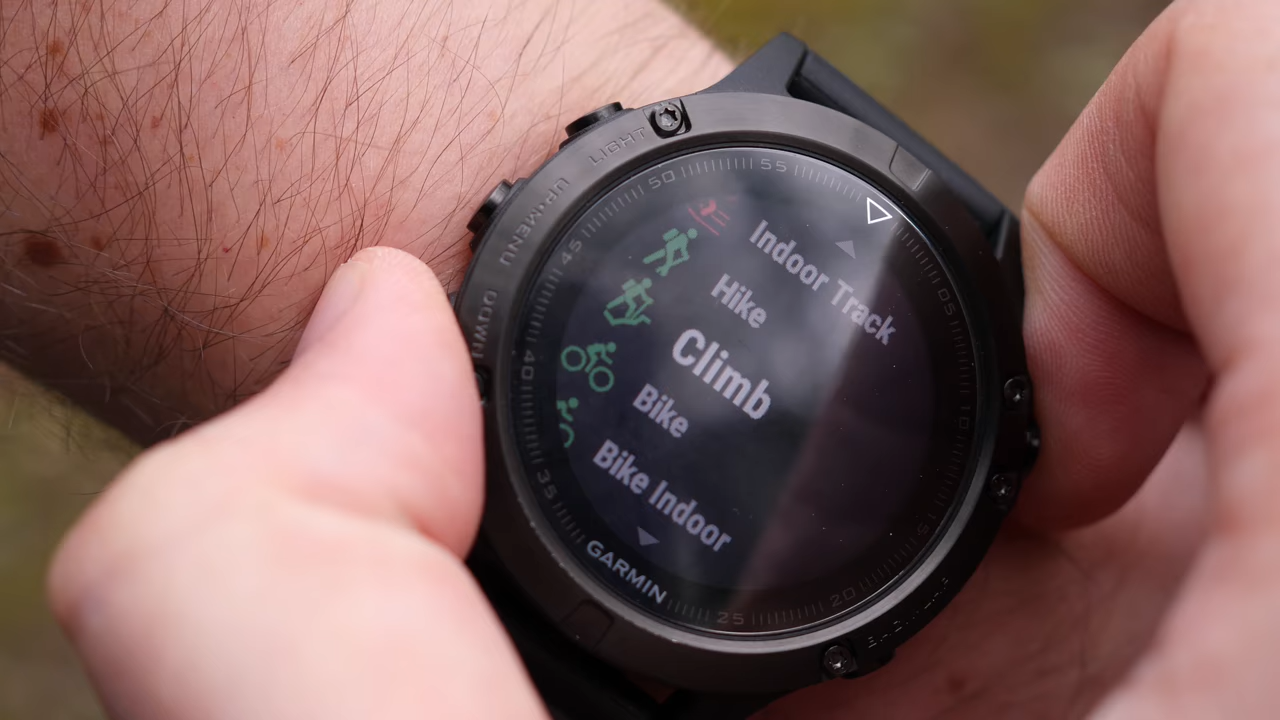 LIGHT
UP•MENU
DOWN
50
55
45
05
10
40
35
20
25
Indoor Track
Hike
Climb
Bike
Bike Indoor
GARMIN